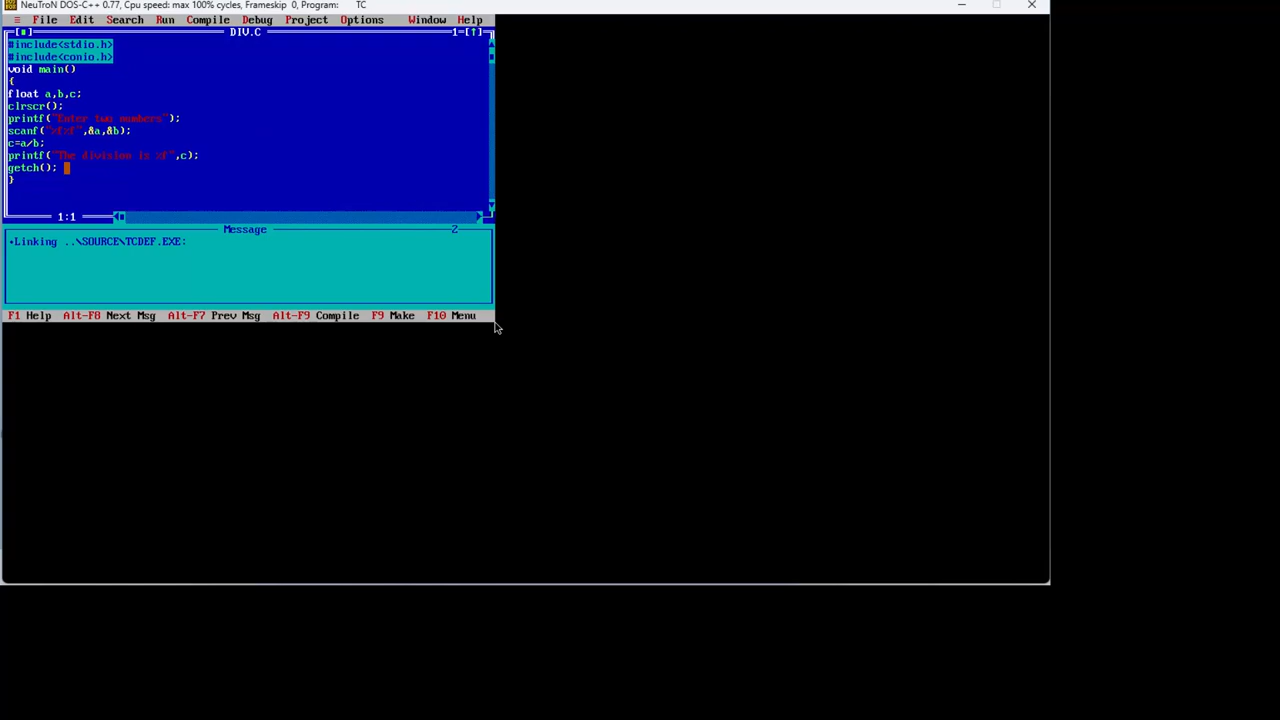 NeuTroN DOS-C++ 0.77, Cpu speed: max 100% cycles, Frameskip 0, Program: TC
≡ File Edit Search Run Compile Debug Project Options Window Help
[■] DIV.C 1=[↑]
#include<stdio.h>
#include<conio.h>
void main()
{
float a,b,c;
clrscr();
printf("Enter two numbers");
scanf("%f%f",&a,&b);
c=a/b;
printf("The division is %f",c);
getch();
}
1:1
Message 2
•Linking ..\SOURCE\TCDEF.EXE:
F1 Help Alt-F8 Next Msg Alt-F7 Prev Msg Alt-F9 Compile F9 Make F10 Menu